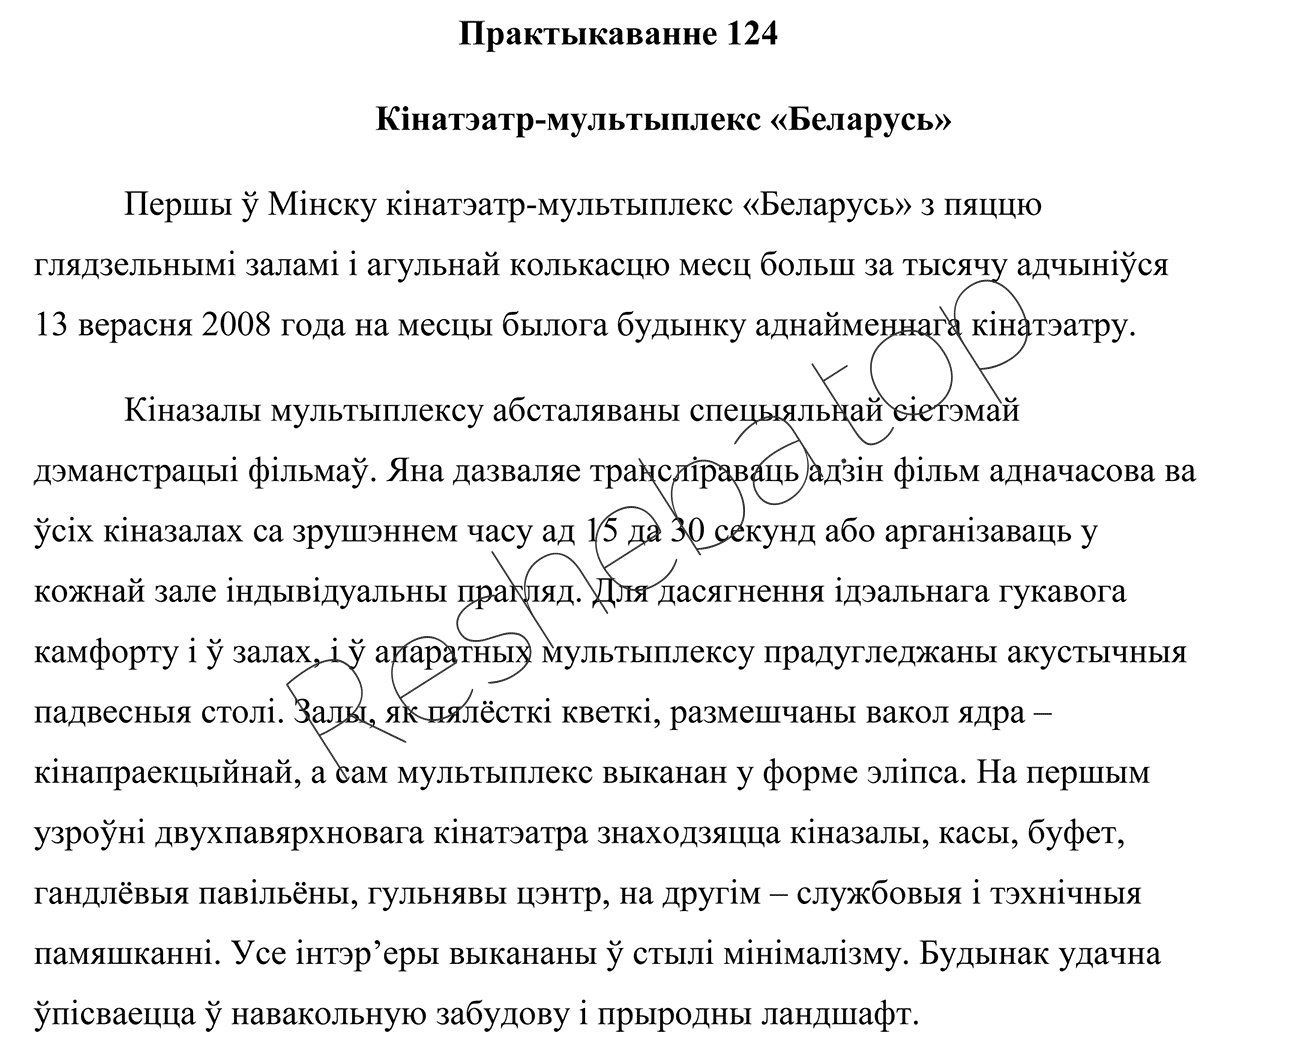 Практыкаванне 124
Кінатэатр-мультыплекс «Беларусь»
Першы ў Мінску кінатэатр-мультыплекс «Беларусь» з пяццю
глядзельнымі заламі і агульнай колькасцю месц больш за тысячу адчыніўся
13 верасня 2008 года на месцы былога будынку аднайменнага кінатэатру.
Кіназалы мультыплексу абсталяваны спецыяльнай сістэмай
дэманстрацыі фільмаў. Яна дазваляе трансліраваць адзін фільм адначасова ва
ўсіх кіназалах са зрушэннем часу ад 15 да 30 секунд або арганізаваць у
кожнай зале індывідуальны прагляд. Для дасягнення ідэальнага гукавога
камфорту і ў залах, і ў апаратных мультыплексу прадугледжаны акустычныя
падвесныя столі. Залы, як пялёсткі кветкі, размешчаны вакол ядра –
кінапраекцыйнай, а сам мультыплекс выканан у форме эліпса. На першым
узроўні двухпавярхновага кінатэатра знаходзяцца кіназалы, касы, буфет,
гандлёвыя павільёны, гульнявы цэнтр, на другім – службовыя і тэхнічныя
памяшканні. Усе інтэр’еры выкананы ў стылі мінімалізму. Будынак удачна
ўпісваецца ў навакольную забудову і прыродны ландшафт.
Resheba.top